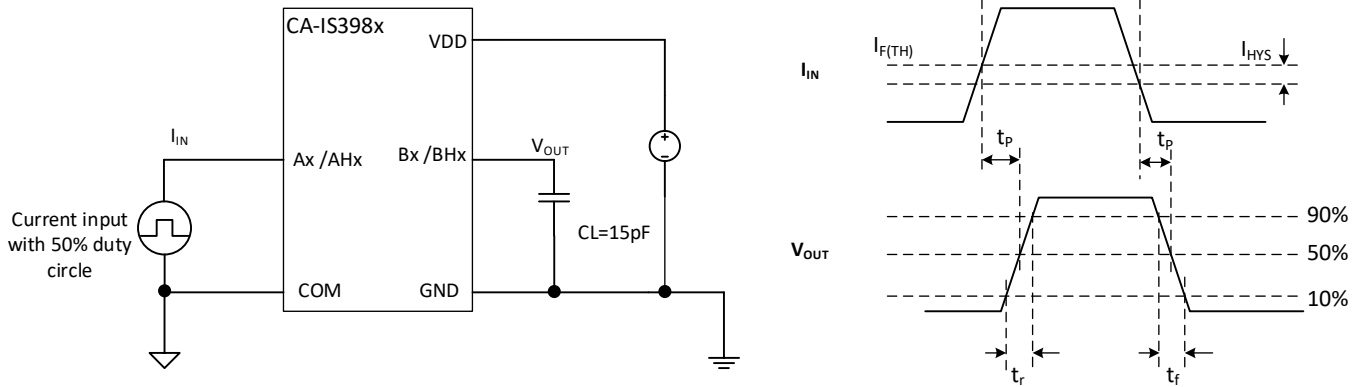 CA-IS398x
VDD
I_IN
Ax /AHx
Bx /BHx
V_OUT
Current input
with 50% duty
circle
CL=15pF
COM
GND
I_F(TH)
I_HYS
I_IN
t_P
t_P
90%
V_OUT
50%
10%
t_r
t_f